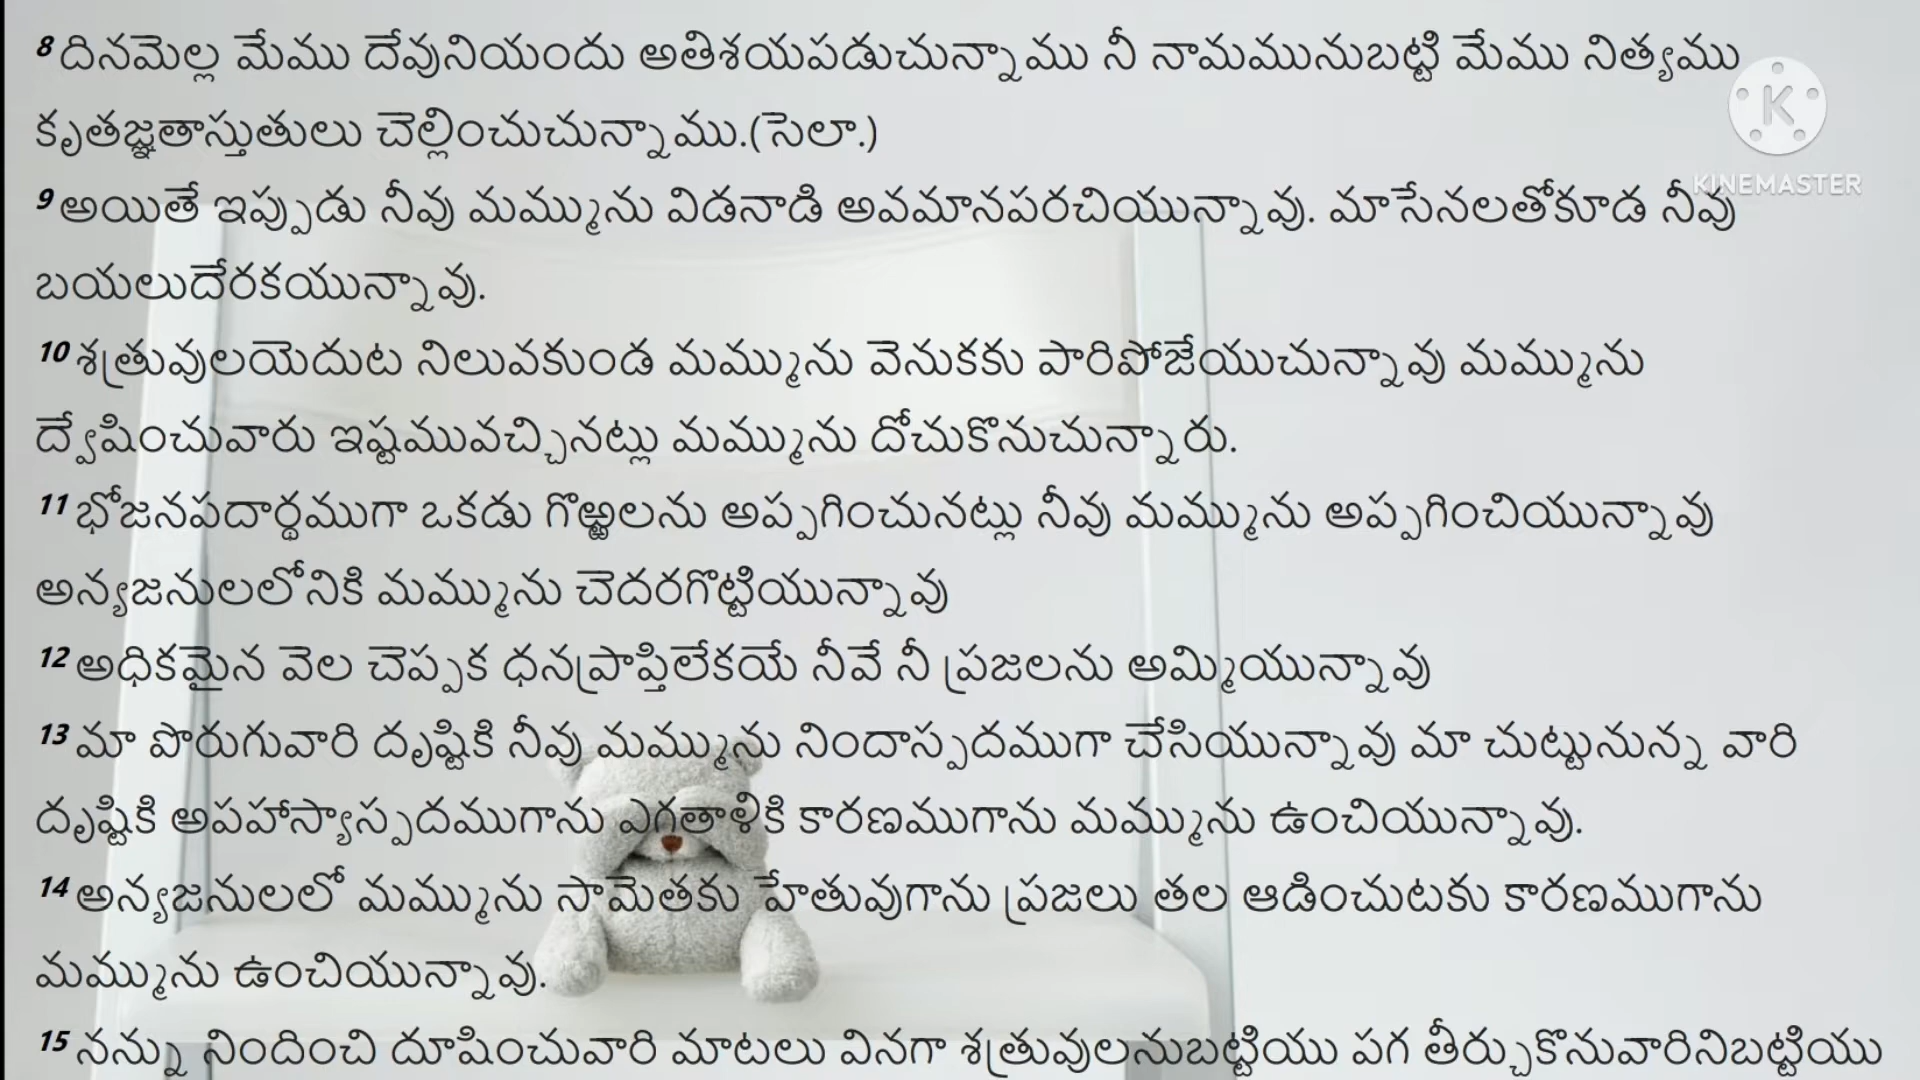 8 దినమెల్ల మేము దేవునియందు అతిశయపడుచున్నాము నీ నామమునుబట్టి మేము నిత్యము
కృతజ్ఞతాస్తుతులు చెల్లించుచున్నాము.(సెలా.)
9 అయితే ఇప్పుడు నీవు మమ్మును విడనాడి అవమానపరచియున్నావు. మాసేనలతోకూడ నీవు
బయలుదేరకయున్నావు.
10 శత్రువులయెదుట నిలువకుండ మమ్మును వెనుకకు పారిపోజేయుచున్నావు మమ్మును
ద్వేషించువారు ఇష్టమువచ్చినట్లు మమ్మును దోచుకొనుచున్నారు.
11 భోజనపదార్థముగా ఒకడు గొఱ్ఱెలను అప్పగించునట్లు నీవు మమ్మును అప్పగించియున్నావు
అన్యజనులలోనికి మమ్మును చెదరగొట్టియున్నావు
12 అధికమైన వెల చెప్పక ధనప్రాప్తిలేకయే నీవే నీ ప్రజలను అమ్మియున్నావు
13 మా పొరుగువారి దృష్టికి నీవు మమ్మును నిందాస్పదముగా చేసియున్నావు మా చుట్టునున్న వారి
దృష్టికి అపహాస్యాస్పదముగాను ఎగతాళికి కారణముగాను మమ్మును ఉంచియున్నావు.
14 అన్యజనులలో మమ్మును సామెతకు హేతువుగాను ప్రజలు తల ఆడించుటకు కారణముగాను
మమ్మును ఉంచియున్నావు.
15 నన్ను నిందించి దూషించువారి మాటలు వినగా శత్రువులనుబట్టియు పగ తీర్చుకొనువారినిబట్టియు
K
KINEMASTER